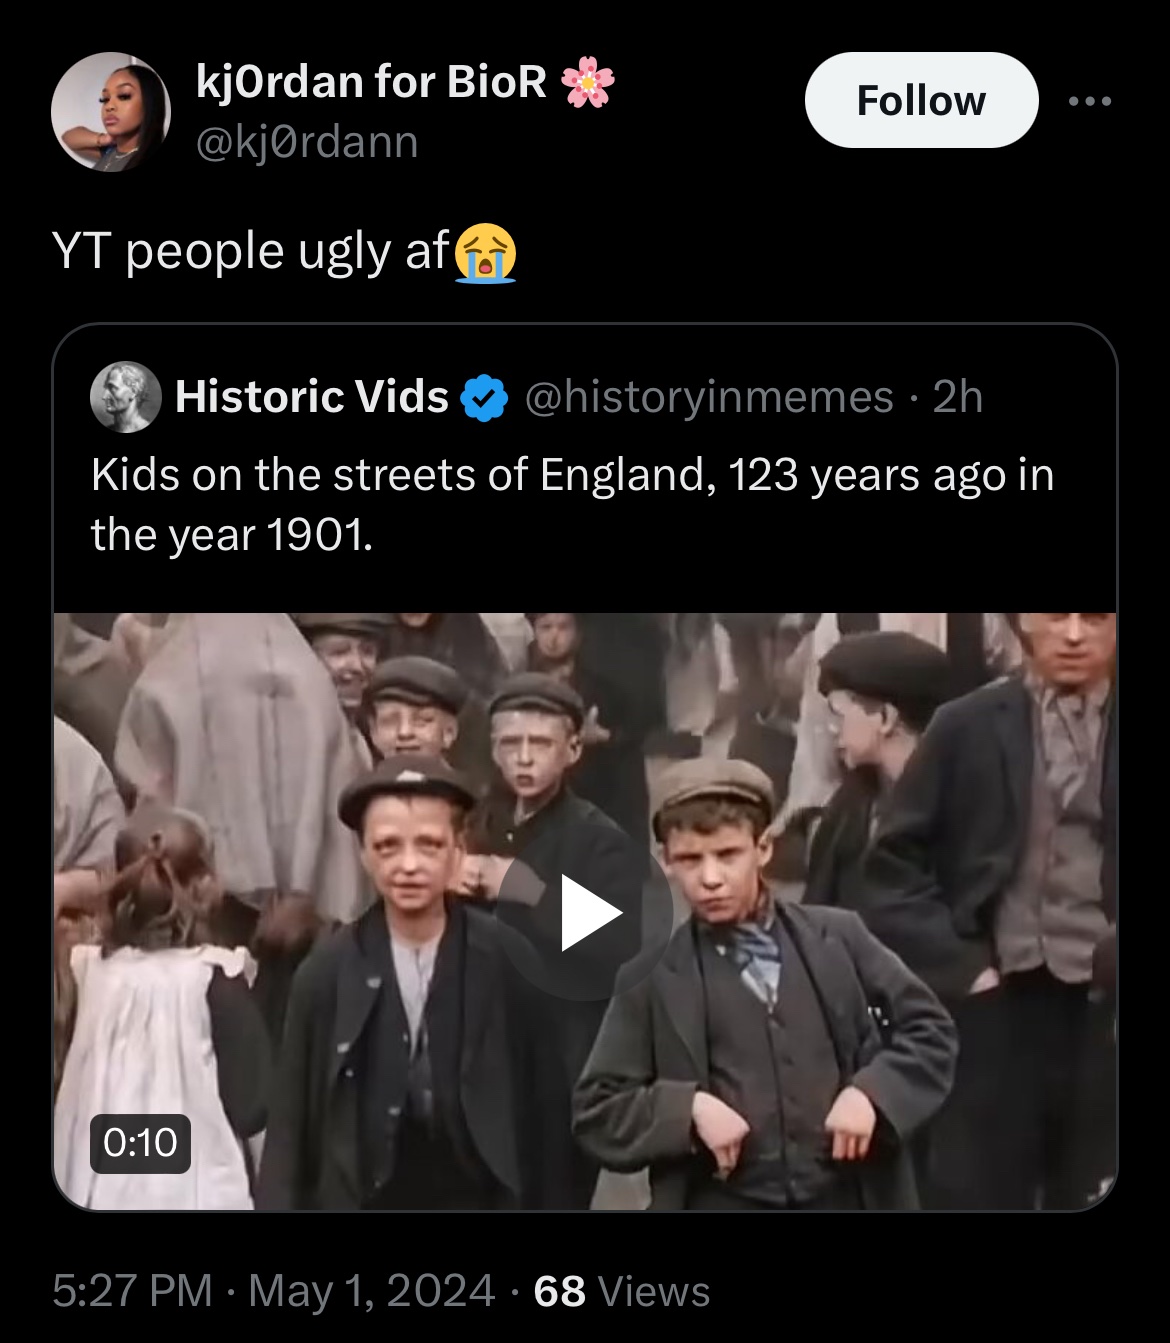 kj0rdan for BioR 🌸
Follow
@kj0rdann
YT people ugly af😭
Historic Vids @historyinmemes · 2h
Kids on the streets of England, 123 years ago in
the year 1901.
0:10
5:27 PM · May 1, 2024 · 68 Views